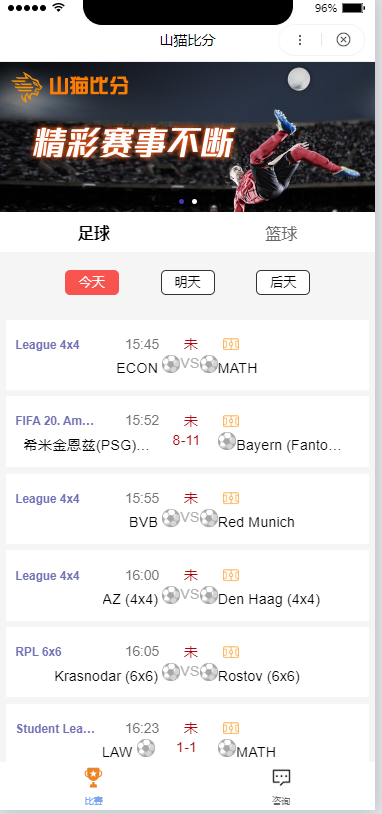 96%
山猫比分
山猫比分
精彩赛事不断
足球 篮球
今天 明天 后天
League 4x4 15:45 未
ECON VS MATH
FIFA 20. Am... 15:52 未
希米金恩兹(PSG)... 8-11 Bayern (Fanto...
League 4x4 15:55 未
BVB VS Red Munich
League 4x4 16:00 未
AZ (4x4) VS Den Haag (4x4)
RPL 6x6 16:05 未
Krasnodar (6x6) VS Rostov (6x6)
Student Lea... 16:23 未
LAW 1-1 MATH
比赛 咨询